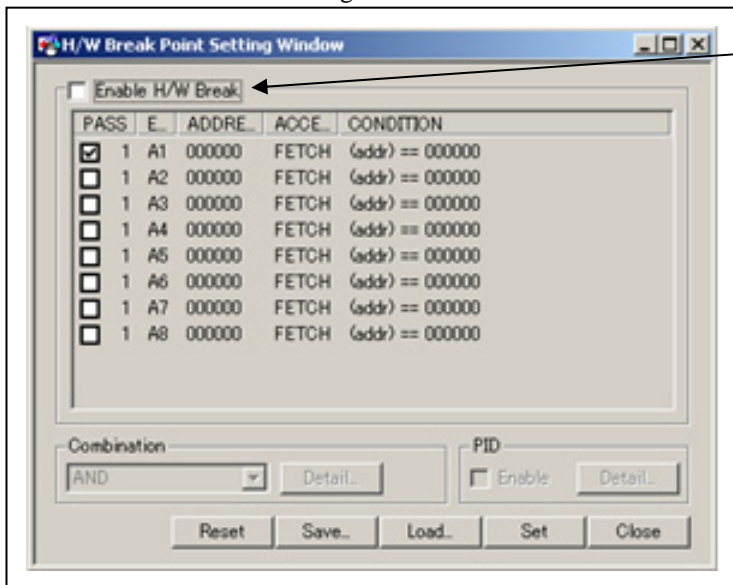 H/W Break Point Setting Window
Enable H/W Break
PASS E... ADDRE... ACCE... CONDITION
1 A1 000000 FETCH (addr) == 000000
1 A2 000000 FETCH (addr) == 000000
1 A3 000000 FETCH (addr) == 000000
1 A4 000000 FETCH (addr) == 000000
1 A5 000000 FETCH (addr) == 000000
1 A6 000000 FETCH (addr) == 000000
1 A7 000000 FETCH (addr) == 000000
1 A8 000000 FETCH (addr) == 000000
Combination PID
AND Detail... Enable Detail...
Reset Save... Load... Set Close